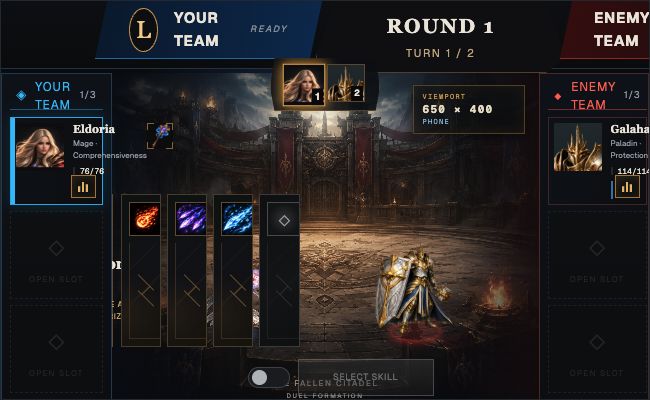 L
YOUR
TEAM
READY
ROUND 1
TURN 1 / 2
ENEMY
TEAM
1
2
YOUR
TEAM
1/3
VIEWPORT
650 × 400
PHONE
ENEMY
TEAM
1/3
Eldoria
Mage ·
Comprehensiveness
76/76
Galaha
Paladin ·
Protection
114/114
OPEN SLOT
OPEN SLOT
OPEN SLOT
OPEN SLOT
SELECT SKILL
E FALLEN CITADEL
DUEL FORMATION